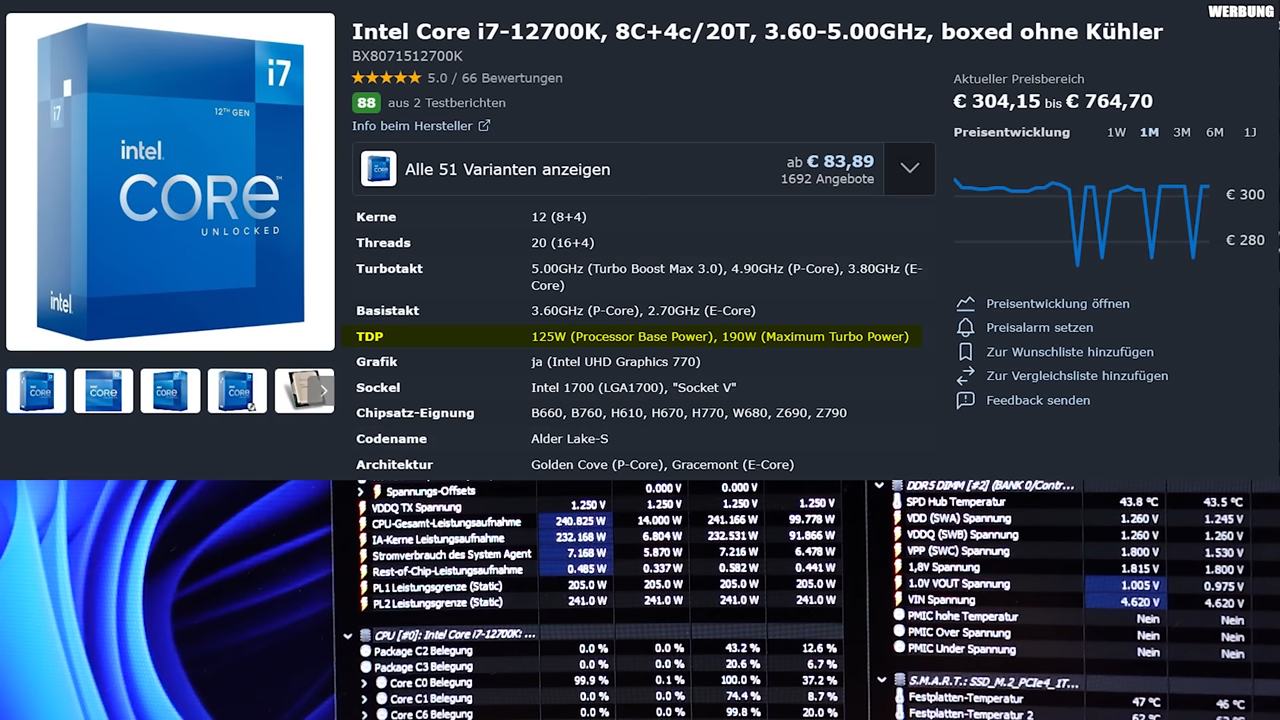 WERBUNG
Intel Core i7-12700K, 8C+4c/20T, 3.60-5.00GHz, boxed ohne Kühler
BX8071512700K
5.0 / 66 Bewertungen
88 aus 2 Testberichten
Info beim Hersteller
Alle 51 Varianten anzeigen
ab € 83,89
1692 Angebote
Kerne 12 (8+4)
Threads 20 (16+4)
Turbotakt 5.00GHz (Turbo Boost Max 3.0), 4.90GHz (P-Core), 3.80GHz (E-
Core)
Basistakt 3.60GHz (P-Core), 2.70GHz (E-Core)
TDP 125W (Processor Base Power), 190W (Maximum Turbo Power)
Grafik ja (Intel UHD Graphics 770)
Sockel Intel 1700 (LGA1700), "Socket V"
Chipsatz-Eignung B660, B760, H610, H670, H770, W680, Z690, Z790
Codename Alder Lake-S
Architektur Golden Cove (P-Core), Gracemont (E-Core)
Aktueller Preisbereich
€ 304,15 bis € 764,70
Preisentwicklung 1W 1M 3M 6M 1J
€ 300
€ 280
Preisentwicklung öffnen
Preisalarm setzen
Zur Wunschliste hinzufügen
Zur Vergleichsliste hinzufügen
Feedback senden
i7
i7
12TH GEN
intel
CORE™
UNLOCKED
intel
Spannungs-Offsets 0.000 V 0.000 V
VDDQ TX Spannung 1.250 V 1.250 V 1.250 V 1.250 V
CPU-Gesamt-Leistungsaufnahme 240.825 W 14.000 W 241.166 W 99.778 W
IA-Kerne Leistungsaufnahme 232.168 W 6.804 W 232.531 W 91.866 W
Stromverbrauch des System Agent 7.168 W 5.870 W 7.216 W 6.478 W
Rest-of-Chip-Leistungsaufnahme 0.485 W 0.337 W 0.582 W 0.441 W
PL1 Leistungsgrenze (Static) 205.0 W 205.0 W 205.0 W 205.0 W
PL2 Leistungsgrenze (Static) 241.0 W 241.0 W 241.0 W 241.0 W
CPU [#0]: Intel Core i7-12700K: ...
Package C2 Belegung 0.0 % 0.0 % 43.2 % 12.6 %
Package C3 Belegung 0.0 % 0.0 % 20.6 % 6.7 %
Core C0 Belegung 99.9 % 0.1 % 100.0 % 37.2 %
Core C1 Belegung 0.0 % 0.0 % 74.4 % 8.7 %
Core C6 Belegung 0.0 % 0.0 % 99.8 % 20.0 %
DDR5 DIMM [#2] (BANK 0/Contr...
SPD Hub Temperatur 43.8 °C 43.5 °C
VDD (SWA) Spannung 1.260 V 1.245 V
VDDQ (SWB) Spannung 1.260 V 1.260 V
VPP (SWC) Spannung 1.800 V 1.530 V
1,8V Spannung 1.815 V 1.800 V
1.0V VOUT Spannung 1.005 V 0.975 V
VIN Spannung 4.620 V 4.620 V
PMIC hohe Temperatur Nein Nein
PMIC Over Spannung Nein Nein
PMIC Under Spannung Nein Nein
S.M.A.R.T.: SSD_M.2_PCIe4_1T...
Festplatten-Temperatur 47 °C 46 °C
Festplatten-Temperatur 2